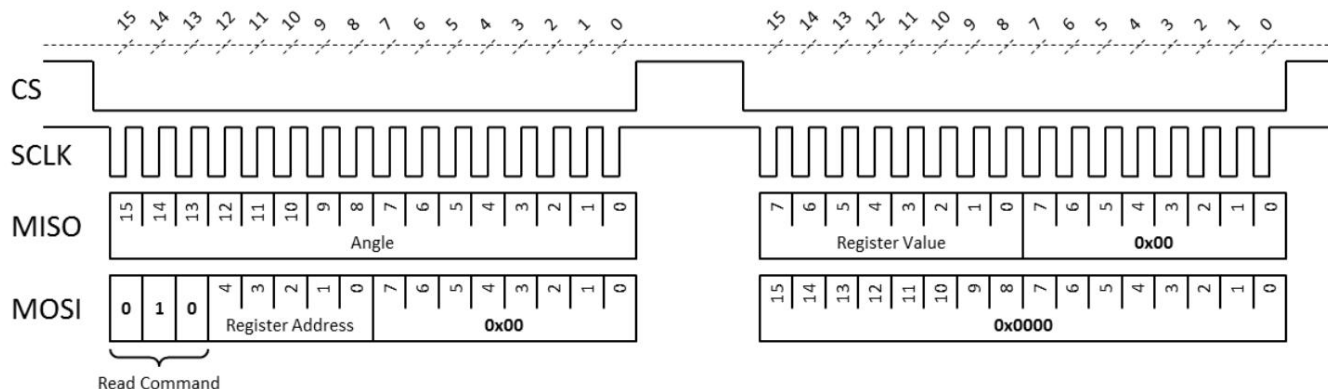 15 14 13 12 11 10 9 8 7 6 5 4 3 2 1 0 15 14 13 12 11 10 9 8 7 6 5 4 3 2 1 0
CS
SCLK
MISO 15 14 13 12 11 10 9 8 7 6 5 4 3 2 1 0 7 6 5 4 3 2 1 0 7 6 5 4 3 2 1 0
Angle Register Value 0x00
MOSI 0 1 0 4 3 2 1 0 7 6 5 4 3 2 1 0 15 14 13 12 11 10 9 8 7 6 5 4 3 2 1 0
Register Address 0x00 0x0000
Read Command